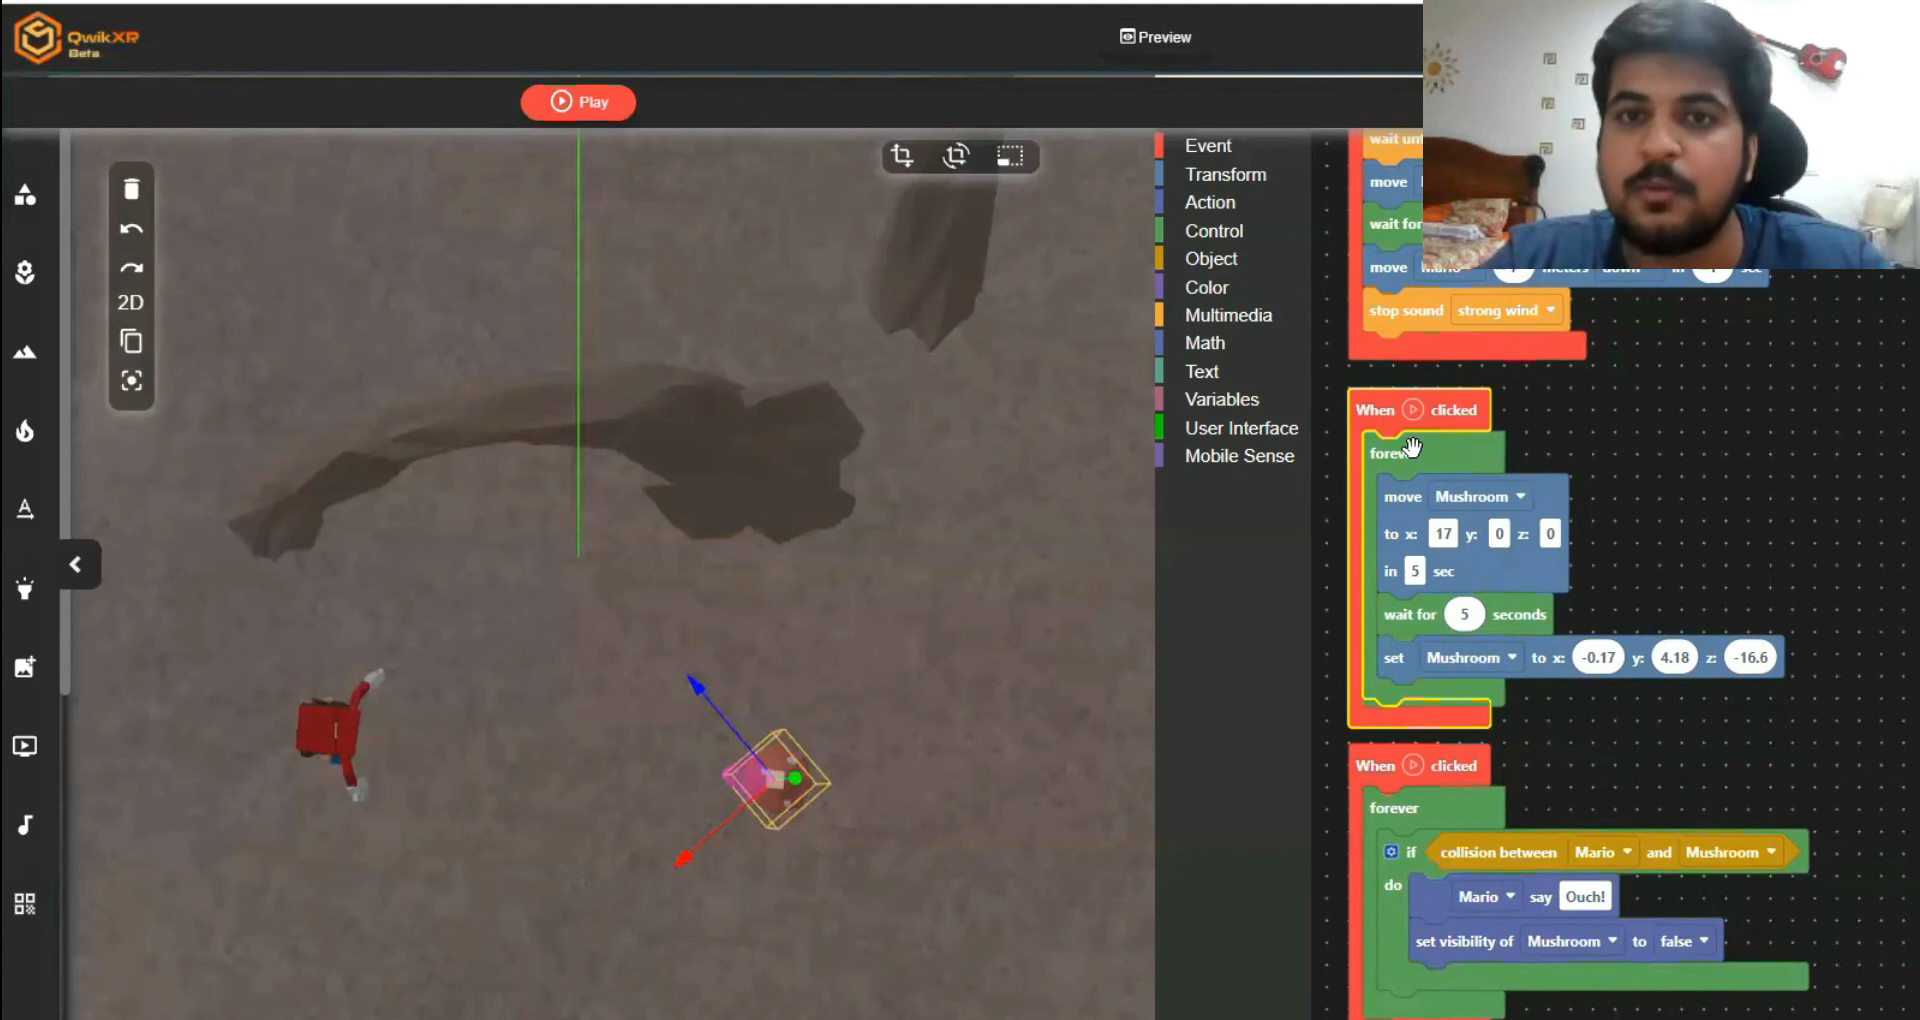 QwikXR
Beta
Preview
Play
2D
Event
Transform
Action
Control
Object
Color
Multimedia
Math
Text
Variables
User Interface
Mobile Sense
move
wait for
move
stop sound strong wind
When clicked
move Mushroom
to x: 17 y: 0 z: 0
in 5 sec
wait for 5 seconds
set Mushroom to x: -0.17 y: 4.18 z: -16.6
When clicked
forever
if collision between Mario and Mushroom
do
Mario say Ouch!
set visibility of Mushroom to false